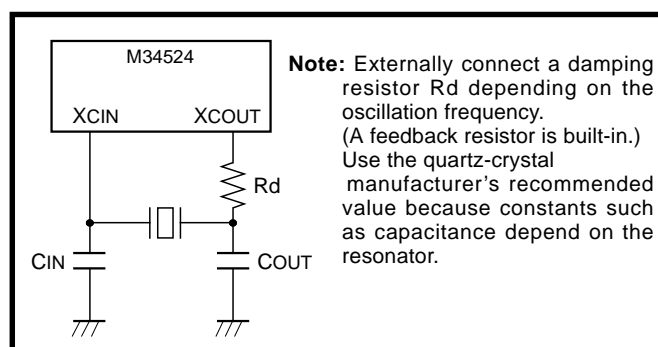 M34524
XCIN
XCOUT
Rd
CIN
COUT
Note: Externally connect a damping
resistor Rd depending on the
oscillation frequency.
(A feedback resistor is built-in.)
Use the quartz-crystal
manufacturer's recommended
value because constants such
as capacitance depend on the
resonator.